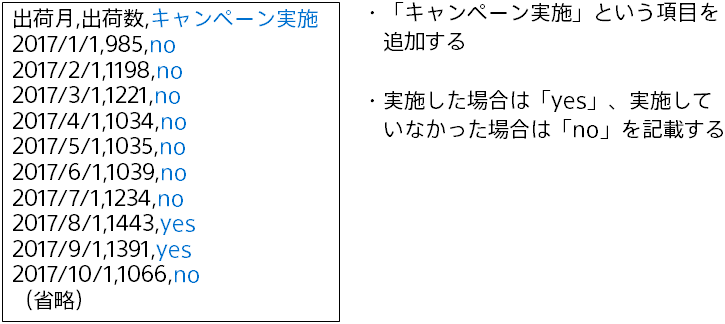 出荷月,出荷数,キャンペーン実施
2017/1/1,985,no
2017/2/1,1198,no
2017/3/1,1221,no
2017/4/1,1034,no
2017/5/1,1035,no
2017/6/1,1039,no
2017/7/1,1234,no
2017/8/1,1443,yes
2017/9/1,1391,yes
2017/10/1,1066,no
（省略）
・「キャンペーン実施」という項目を
追加する
・実施した場合は「yes」、実施して
いなかった場合は「no」を記載する